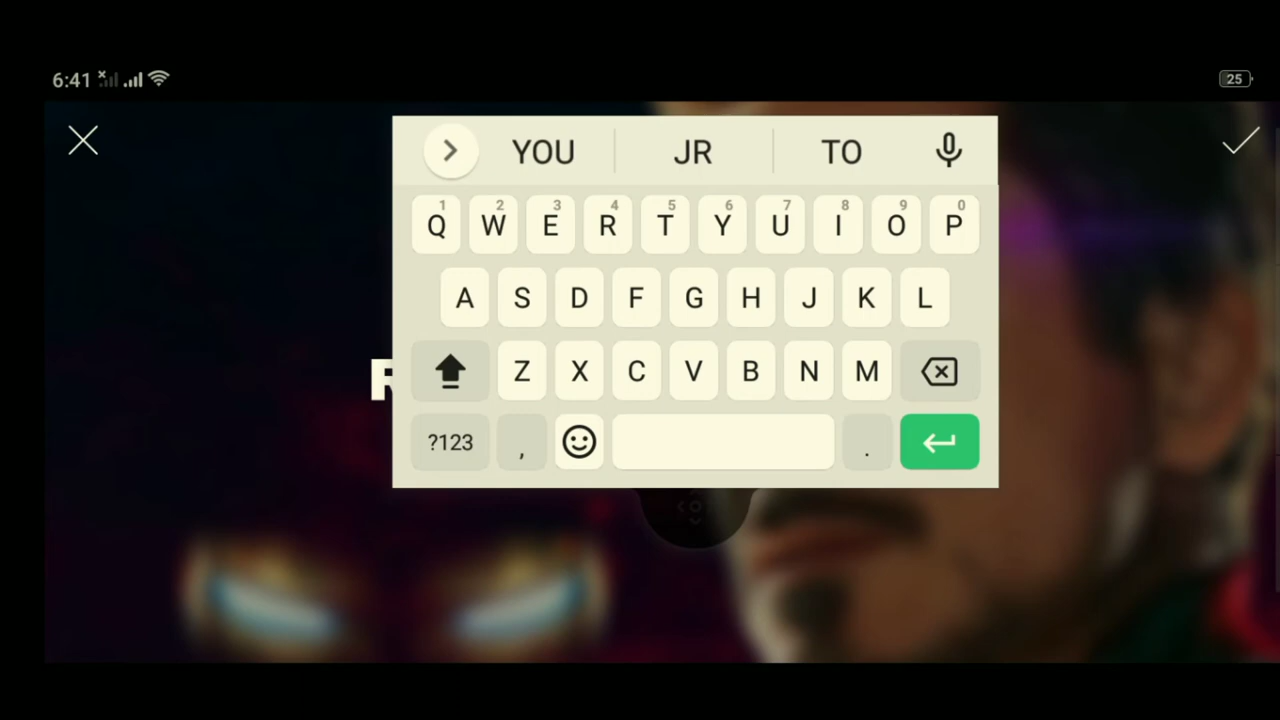 6:41
25
YOU JR TO
1 2 3 4 5 6 7 8 9 0
Q W E R T Y U I O P
A S D F G H J K L
R
Z X C V B N M
?123 , .